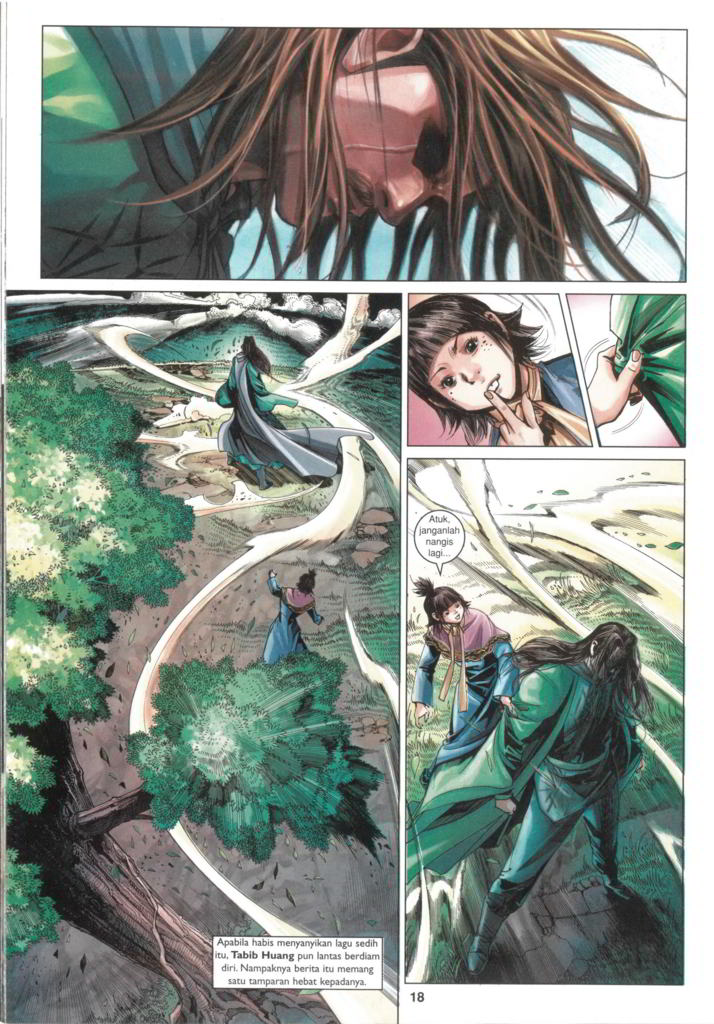 Atuk,
janganlah
nangis
lagi...
Apabila habis menyanyikan lagu sedih
itu, Tabib Huang pun lantas berdiam
diri. Nampaknya berita itu memang
satu tamparan hebat kepadanya.
18